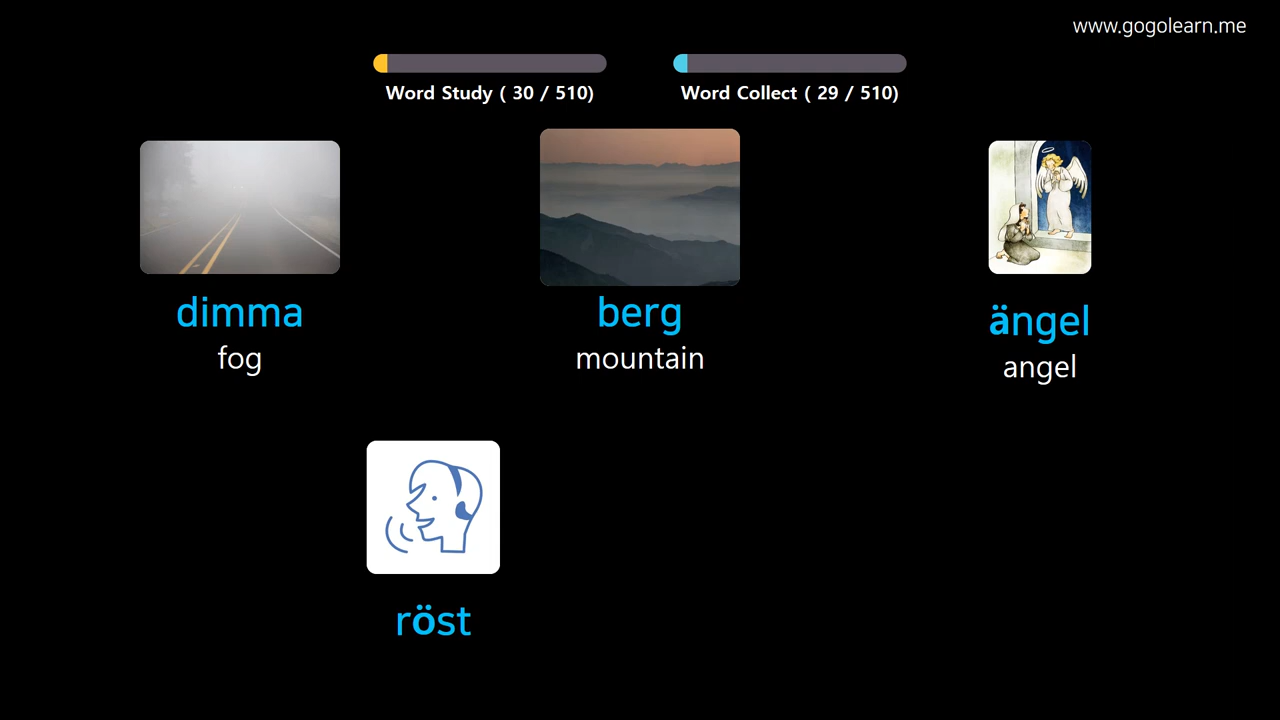 www.gogolearn.me
Word Study ( 30 / 510)
Word Collect ( 29 / 510)
dimma
fog
berg
mountain
ängel
angel
röst